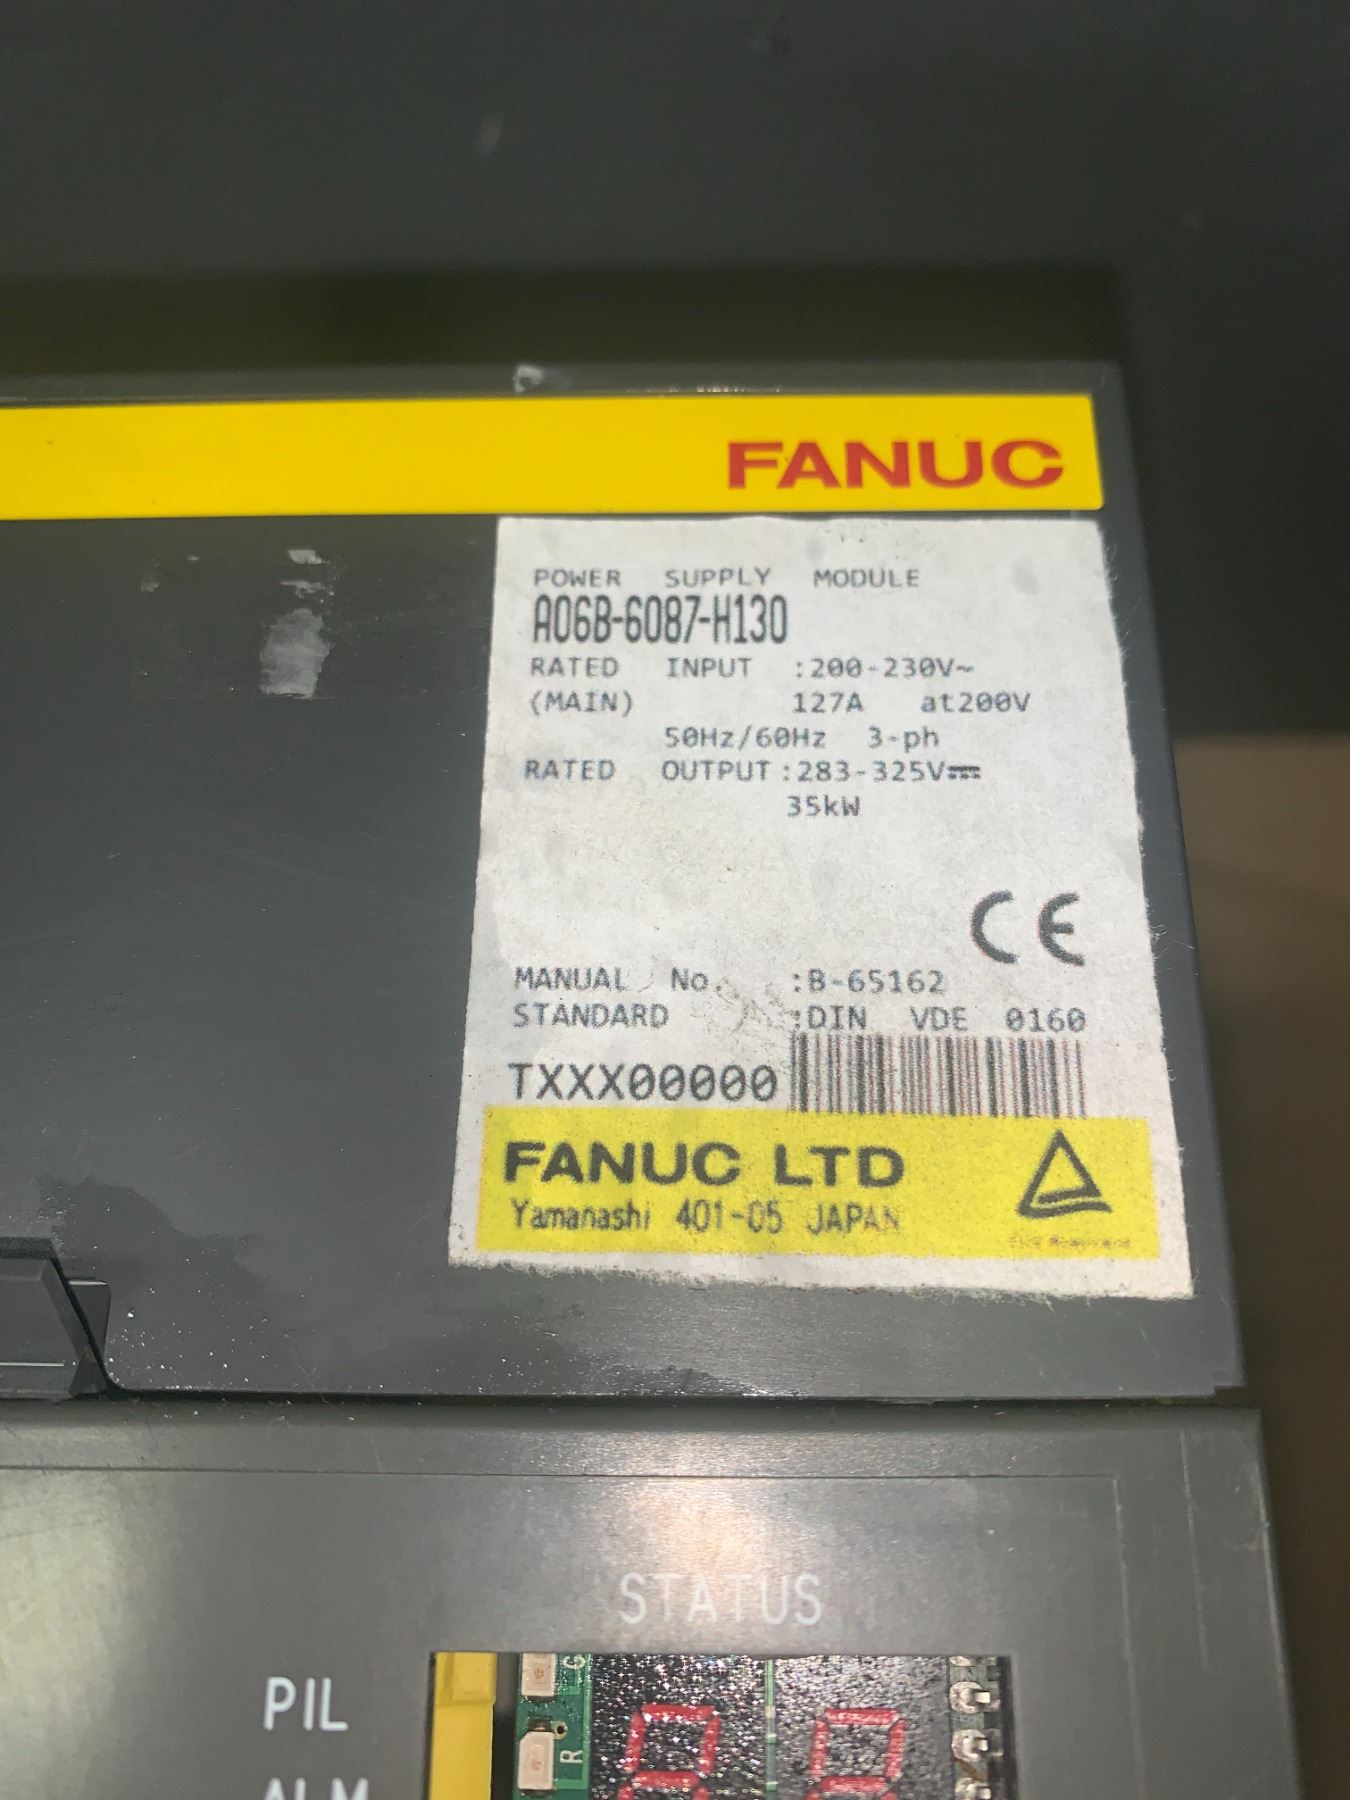 FANUC
POWER SUPPLY MODULE
A06B-6087-H130
RATED INPUT :200-230V~
(MAIN) 127A at200V
50Hz/60Hz 3-ph
RATED OUTPUT :283-325V⎓
35kW
CE
MANUAL No. :B-65162
STANDARD :DIN VDE 0160
TXXX00000
FANUC LTD
Yamanashi 401-05 JAPAN
STATUS
PIL
G
R
ALM